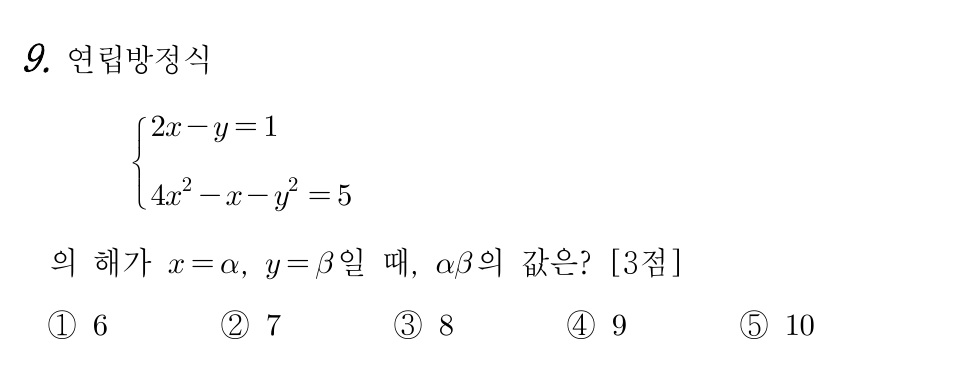 9. 연립방정식
2x−y=1
4x²−x−y²=5
의 해가 x=α, y=β일 때, αβ의 값은? [3점]
① 6 ② 7 ③ 8 ④ 9 ⑤ 10